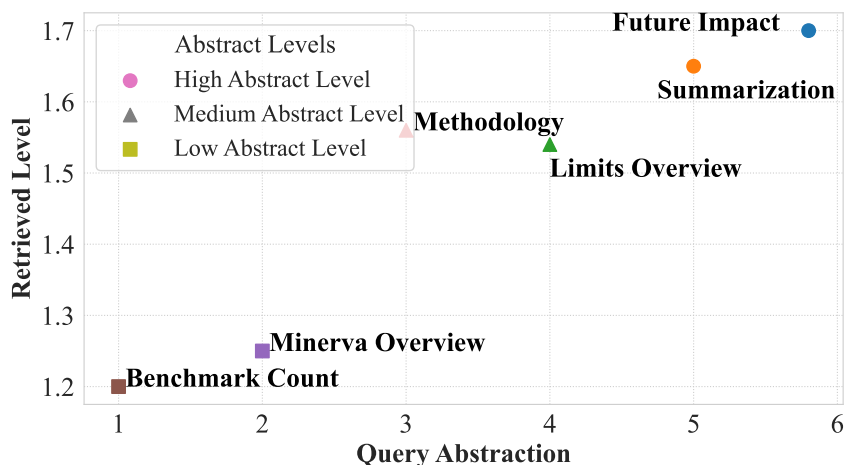 1.7
1.6
1.5
1.4
1.3
1.2
Retrieved Level
Abstract Levels
High Abstract Level
Medium Abstract Level
Low Abstract Level
Future Impact
Summarization
Methodology
Limits Overview
Minerva Overview
Benchmark Count
1 2 3 4 5 6
Query Abstraction